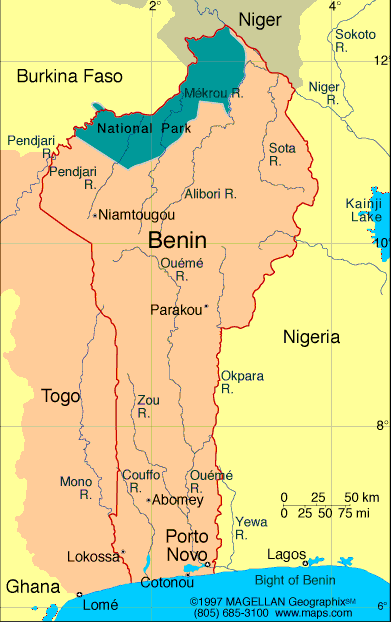 2°
4°
Niger
Sokoto
R.
12°
Burkina Faso
Mékrou R.
Niger
R.
National Park
Pendjari
R.
Pendjari
R.
Sota
R.
Alibori R.
Niamtougou
Kainji
Lake
Benin
10°
Ouémé
R.
Parakou
Nigeria
Okpara
R.
Togo
Zou
R.
8°
Mono
R.
Couffo
R.
Ouémé
R.
Abomey
0 25 50 km
0 25 50 75 mi
Yewa
R.
Porto
Novo
Lokossa
Lagos
Cotonou
Bight of Benin
Ghana
Lomé
©1997 MAGELLAN Geographix℠
(805) 685-3100 www.maps.com
6°